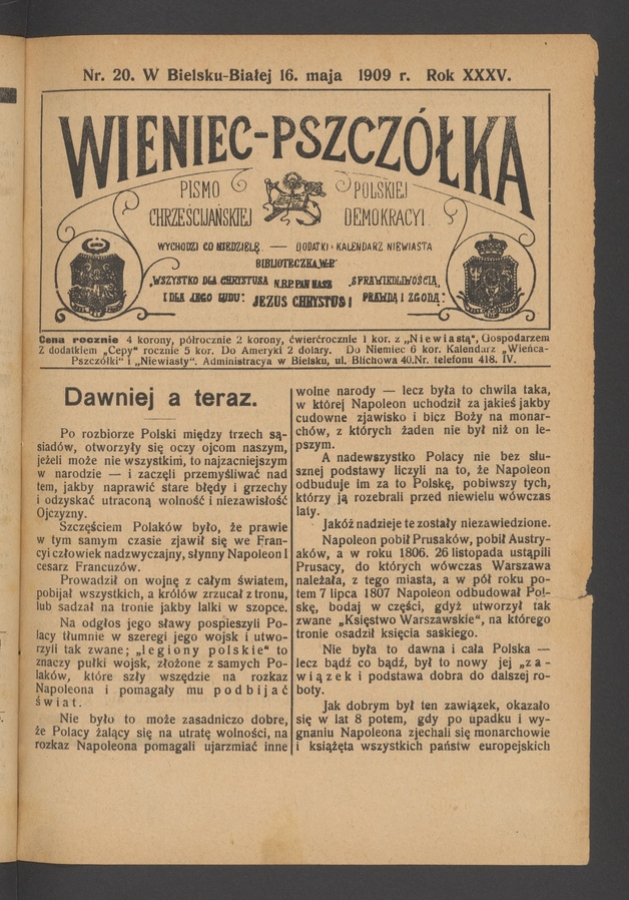 Nr. 20. W Bielsku-Białej 16. maja 1909 r. Rok XXXV.
WIENIEC-PSZCZÓŁKA
PISMO POLSKIEJ
CHRZEŚCIJAŃSKIEJ DEMOKRACYI
WYCHODZI CO NIEDZIELĘ — DODATKI: KALENDARZ NIEWIASTA
BIBLIOTECZKA W.P
„WSZYSTKO DLA CHRYSTUSA N.R.P. PAN NASZ „SPRAWIEDLIWOŚCIĄ,
I DLA JEGO LUDU: JEZUS CHRYSTUS! PRAWDĄ I ZGODĄ:
Cena rocznie 4 korony, półrocznie 2 korony, ćwierćrocznie 1 kor. z „Niewiastą", Gospodarzem
Z dodatkiem „Cepy" rocznie 5 kor. Do Ameryki 2 dolary. Do Niemiec 6 kor. Kalendarz „Wieńca-
Pszczółki" i „Niewiasty". Administracya w Bielsku, ul. Blichowa 40. Nr. telefonu 418. IV.
Dawniej a teraz.
Po rozbiorze Polski między trzech są-
siadów, otworzyły się oczy ojcom naszym,
jeżeli może nie wszystkim, to najzacniejszym
w narodzie — i zaczęli przemyśliwać nad
tem, jakby naprawić stare błędy i grzechy
i odzyskać utraconą wolność i niezawisłość
Ojczyzny.
Szczęściem Polaków było, że prawie
w tym samym czasie zjawił się we Fran-
cyi człowiek nadzwyczajny, słynny Napoleon I
cesarz Francuzów.
Prowadził on wojnę z całym światem,
pobijał wszystkich, a królów zrzucał z tronu,
lub sadzał na tronie jakby lalki w szopce.
Na odgłos jego sławy pospieszyli Po-
lacy tłumnie w szeregi jego wojsk i utwo-
rzyli tak zwane; „legiony polskie" to
znaczy pułki wojsk, złożone z samych Po-
laków, które szły wszędzie na rozkaz
Napoleona i pomagały mu podbijać
świat.
Nie było to może zasadniczo dobre,
że Polacy żalący się na utratę wolności, na
rozkaz Napoleona pomagali ujarzmiać inne
wolne narody — lecz była to chwila taka,
w której Napoleon uchodził za jakieś jakby
cudowne zjawisko i bicz Boży na monar-
chów, z których żaden nie był niż on le-
pszym.
A nadewszystko Polacy nie bez słu-
sznej podstawy liczyli na to, że Napoleon
odbuduje im za to Polskę, pobiwszy tych,
którzy ją rozebrali przed niewielu wówczas
laty.
Jakóż nadzieje te zostały niezawiedzione.
Napoleon pobił Prusaków, pobił Austry-
aków, a w roku 1806. 26 listopada ustąpili
Prusacy, do których wówczas Warszawa
należała, z tego miasta, a w pół roku po-
tem 7 lipca 1807 Napoleon odbudował Pol-
skę, bodaj w części, gdyż utworzył tak
zwane „Księstwo Warszawskie", na którego
tronie osadził księcia saskiego.
Nie była to dawna i cała Polska —
lecz bądź co bądź, był to nowy jej „za-
wiązek i podstawa dobra do dalszej ro-
boty.
Jak dobrym był ten zawiązek, okazało
się w lat 8 potem, gdy po upadku i wy-
gnaniu Napoleona zjechali się monarchowie
i książęta wszystkich państw europejskich